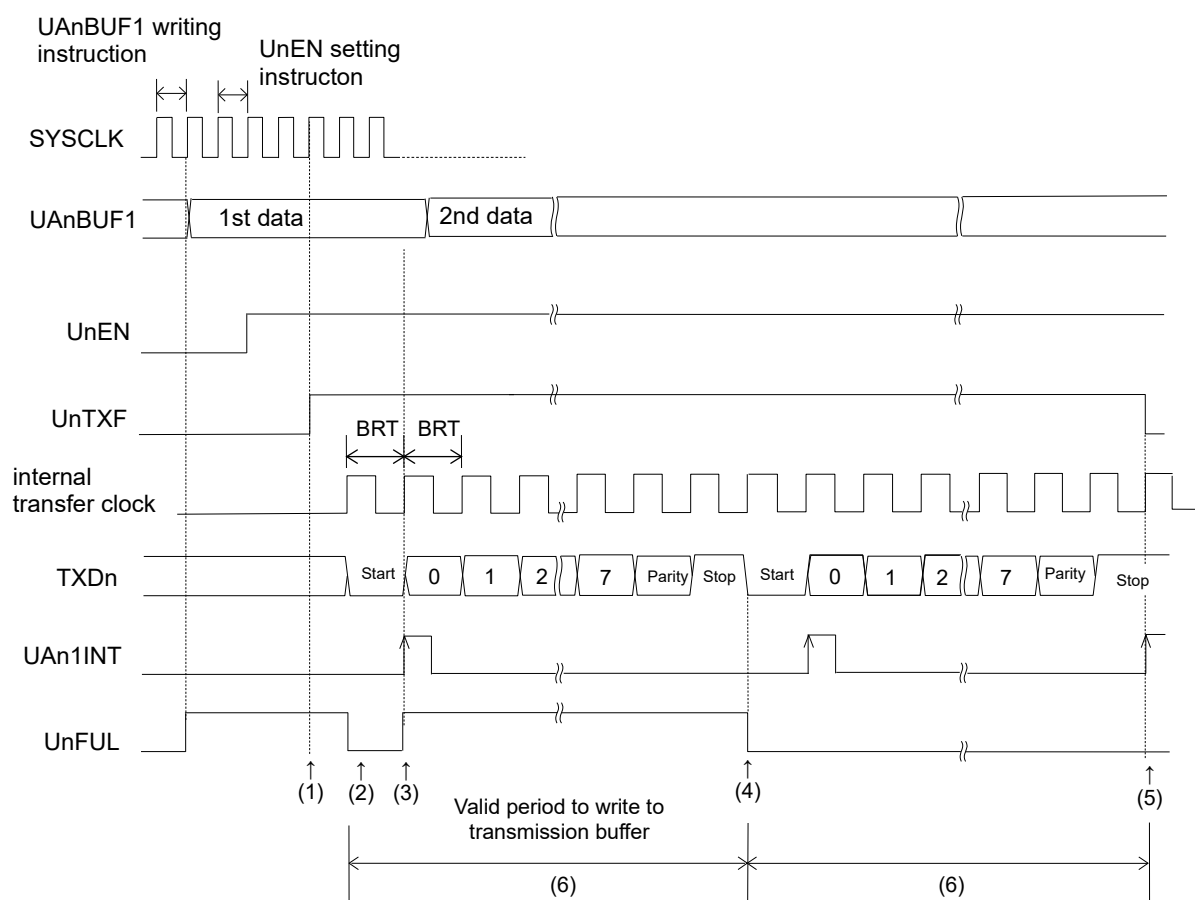 UAnBUF1 writing
instruction
UnEN setting
instructon
SYSCLK
UAnBUF1
1st data
2nd data
UnEN
UnTXF
BRT
BRT
internal
transfer clock
TXDn
Start
0
1
2
7
Parity
Stop
Start
0
1
2
7
Parity
Stop
UAn1INT
UnFUL
↑
(1)
↑
(2)
↑
(3)
↑
(4)
↑
(5)
Valid period to write to
transmission buffer
(6)
(6)